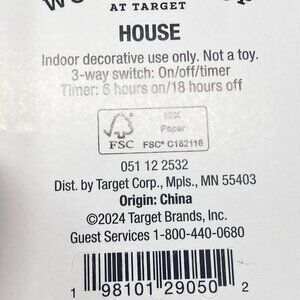 AT TARGET
HOUSE
Indoor decorative use only. Not a toy.
3-way switch: On/off/timer
Timer: 6 hours on/18 hours off
FSC
MIX
Paper
FSC® C182116
051 12 2532
Dist. by Target Corp., Mpls., MN 55403
Origin: China
©2024 Target Brands, Inc.
Guest Services 1-800-440-0680
1 98101 29050 2